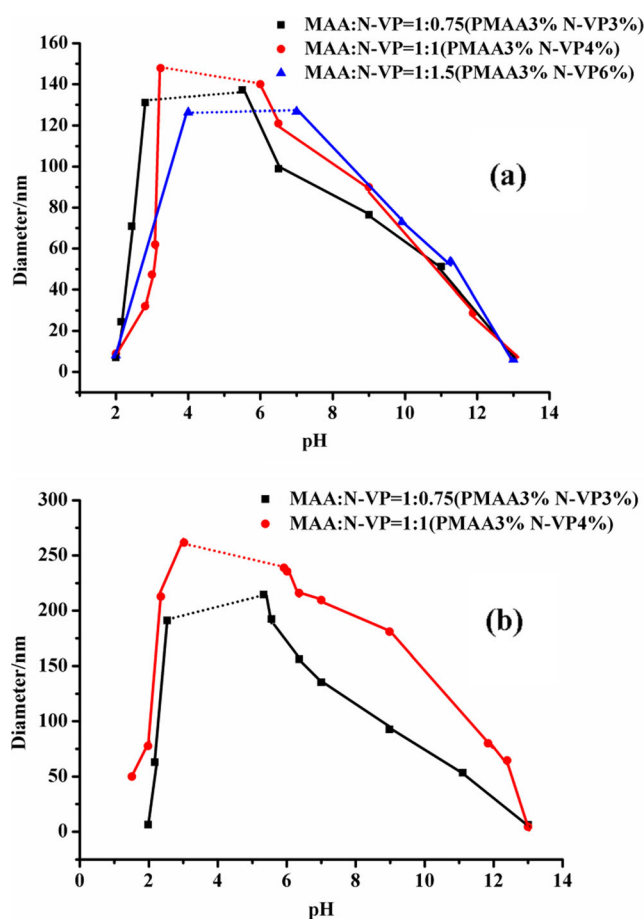 MAA:N-VP=1:0.75(PMAA3% N-VP3%)
MAA:N-VP=1:1(PMAA3% N-VP4%)
MAA:N-VP=1:1.5(PMAA3% N-VP6%)
(a)
Diameter/nm
160
140
120
100
80
60
40
20
0
0 2 4 6 8 10 12 14
pH
MAA:N-VP=1:0.75(PMAA3% N-VP3%)
MAA:N-VP=1:1(PMAA3% N-VP4%)
(b)
Diameter/nm
300
250
200
150
100
50
0
0 2 4 6 8 10 12 14
pH